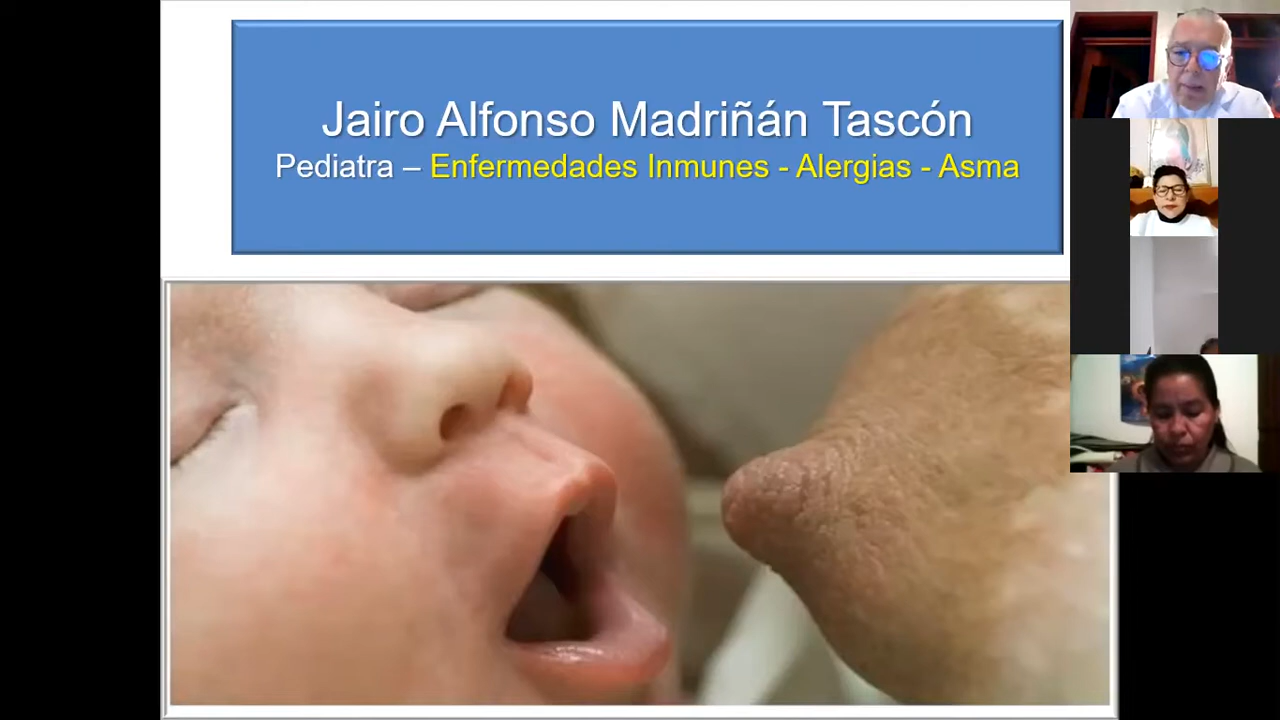 Jairo Alfonso Madriñán Tascón
Pediatra – Enfermedades Inmunes - Alergias - Asma